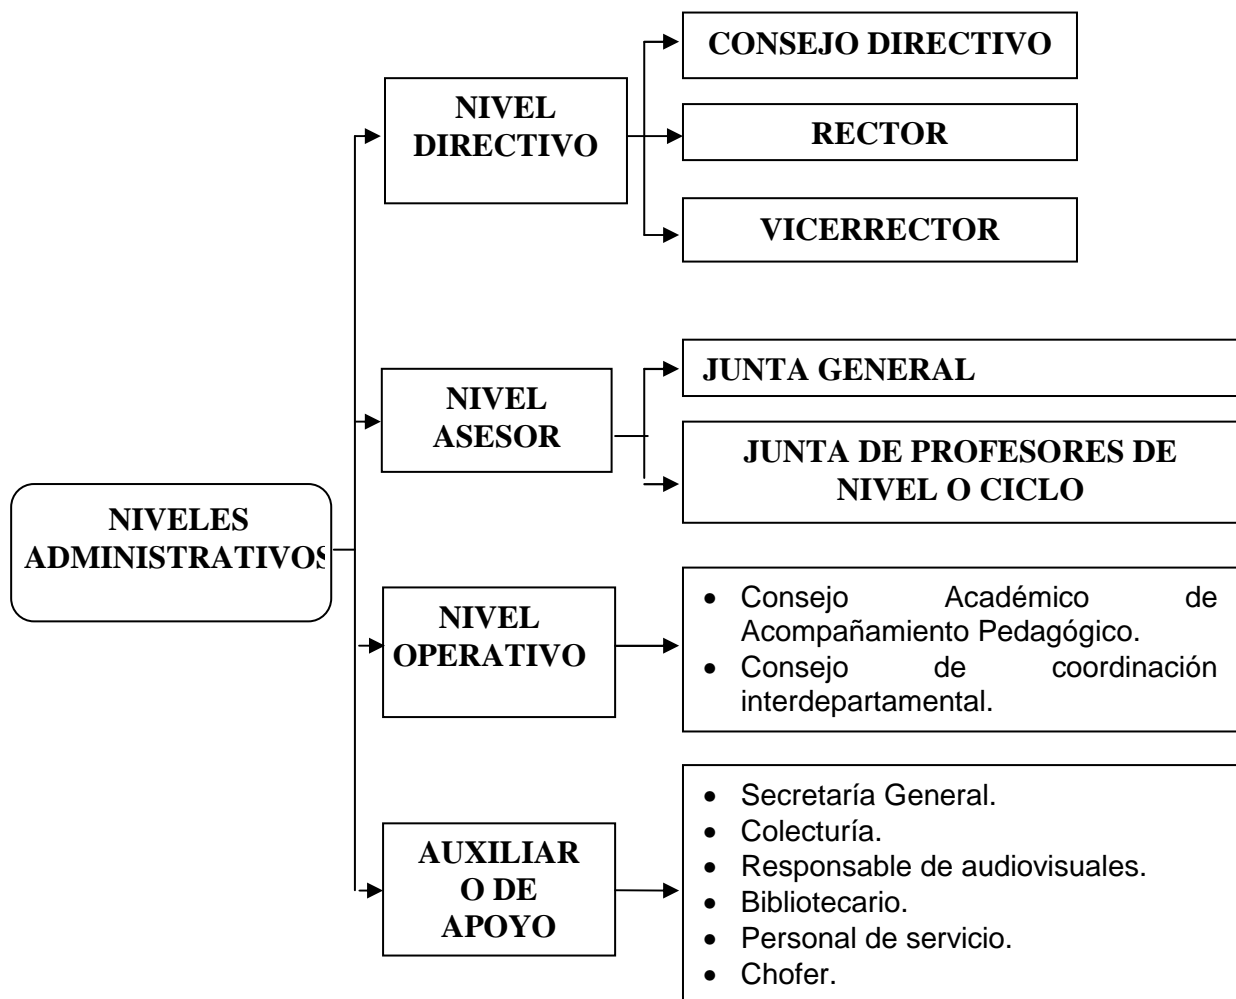 NIVELES
ADMINISTRATIVOS
NIVEL
DIRECTIVO
CONSEJO DIRECTIVO
RECTOR
VICERRECTOR
NIVEL
ASESOR
JUNTA GENERAL
JUNTA DE PROFESORES DE
NIVEL O CICLO
NIVEL
OPERATIVO
• Consejo Académico de
Acompañamiento Pedagógico.
• Consejo de coordinación
interdepartamental.
AUXILIAR
O DE
APOYO
• Secretaría General.
• Colecturía.
• Responsable de audiovisuales.
• Bibliotecario.
• Personal de servicio.
• Chofer.